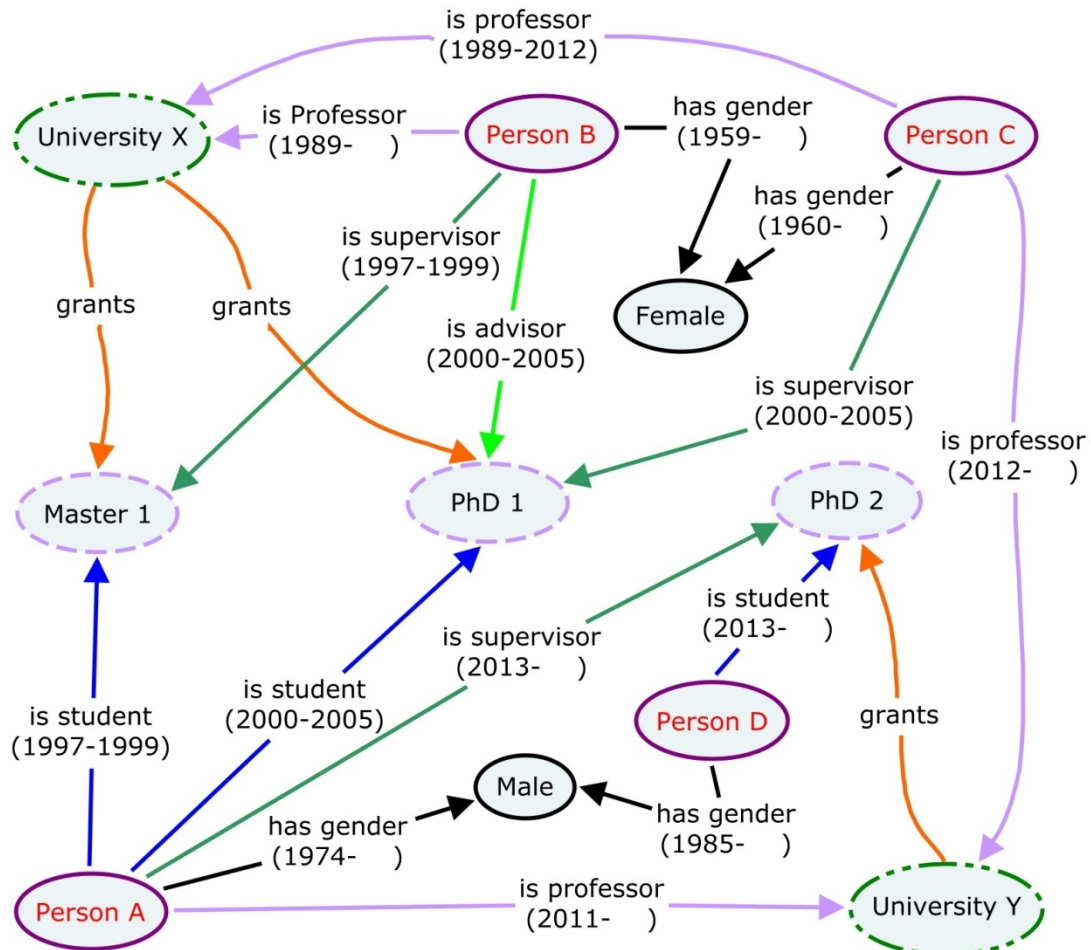 is professor
(1989-2012)
University X
is Professor
(1989-    )
Person B
has gender
(1959-    )
Person C
has gender
(1960-    )
is supervisor
(1997-1999)
grants
grants
Female
is advisor
(2000-2005)
is supervisor
(2000-2005)
is professor
(2012-    )
Master 1
PhD 1
PhD 2
is student
(2013-    )
is supervisor
(2013-    )
is student
(1997-1999)
is student
(2000-2005)
Person D
grants
Male
has gender
(1974-    )
has gender
(1985-    )
Person A
is professor
(2011-    )
University Y